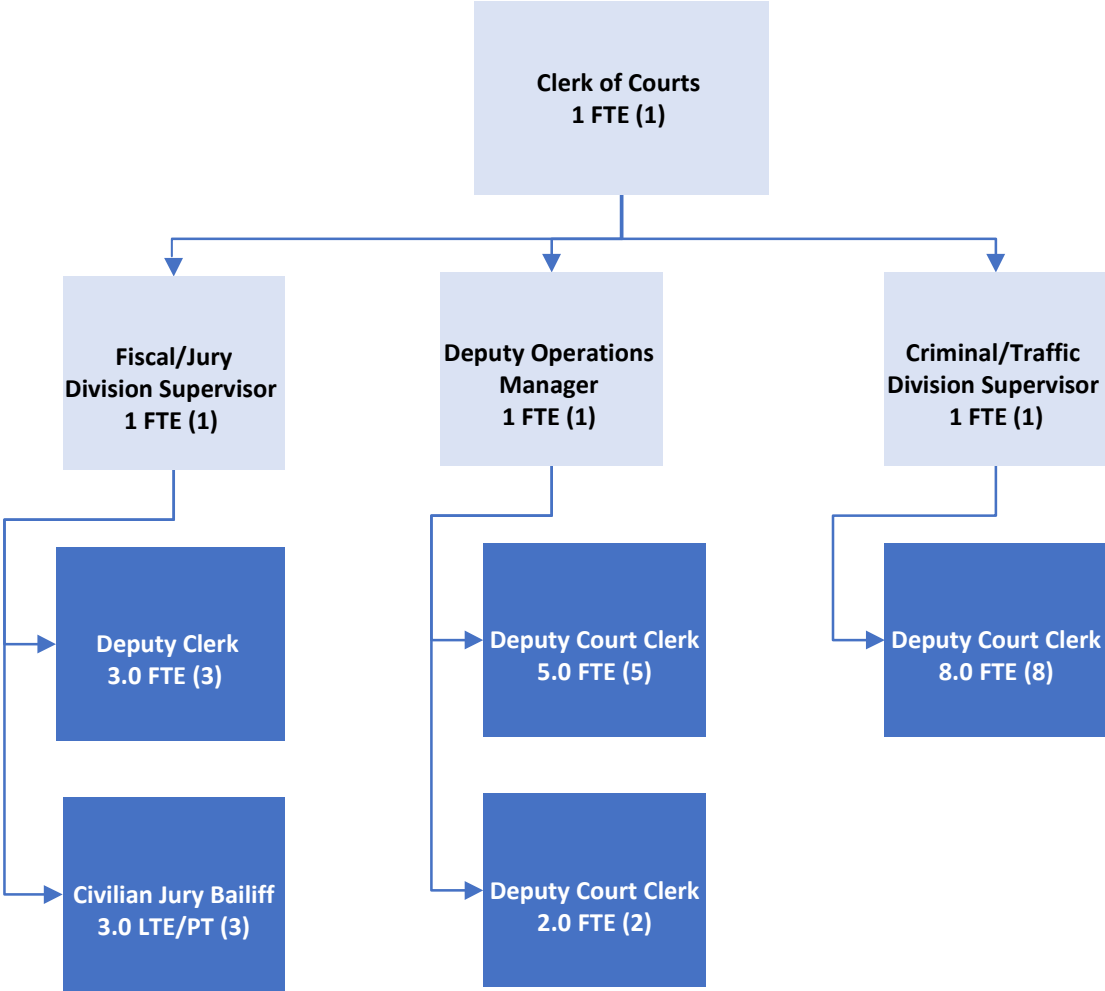 Clerk of Courts
1 FTE (1)
Fiscal/Jury
Division Supervisor
1 FTE (1)
Deputy Operations
Manager
1 FTE (1)
Criminal/Traffic
Division Supervisor
1 FTE (1)
Deputy Clerk
3.0 FTE (3)
Deputy Court Clerk
5.0 FTE (5)
Deputy Court Clerk
8.0 FTE (8)
Civilian Jury Bailiff
3.0 LTE/PT (3)
Deputy Court Clerk
2.0 FTE (2)